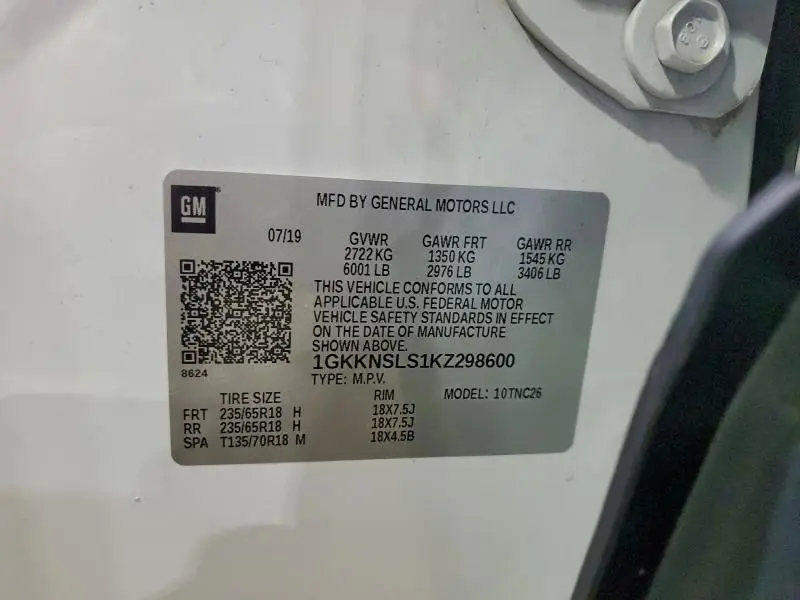 GM
MFD BY GENERAL MOTORS LLC
07/19 GVWR GAWR FRT GAWR RR
2722 KG 1350 KG 1545 KG
6001 LB 2976 LB 3406 LB
THIS VEHICLE CONFORMS TO ALL
APPLICABLE U.S. FEDERAL MOTOR
VEHICLE SAFETY STANDARDS IN EFFECT
ON THE DATE OF MANUFACTURE
SHOWN ABOVE.
8624
1GKKNSLS1KZ298600
TYPE: M.P.V.
TIRE SIZE RIM MODEL: 10TNC26
FRT 235/65R18 H 18X7.5J
RR 235/65R18 H 18X7.5J
SPA T135/70R18 M 18X4.5B